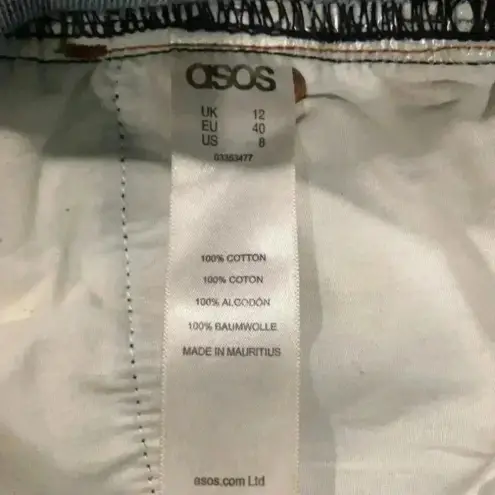 asos
UK 12
EU 40
US 8
03353477
100% COTTON
100% COTON
100% ALGODÓN
100% BAUMWOLLE
MADE IN MAURITIUS
asos.com Ltd